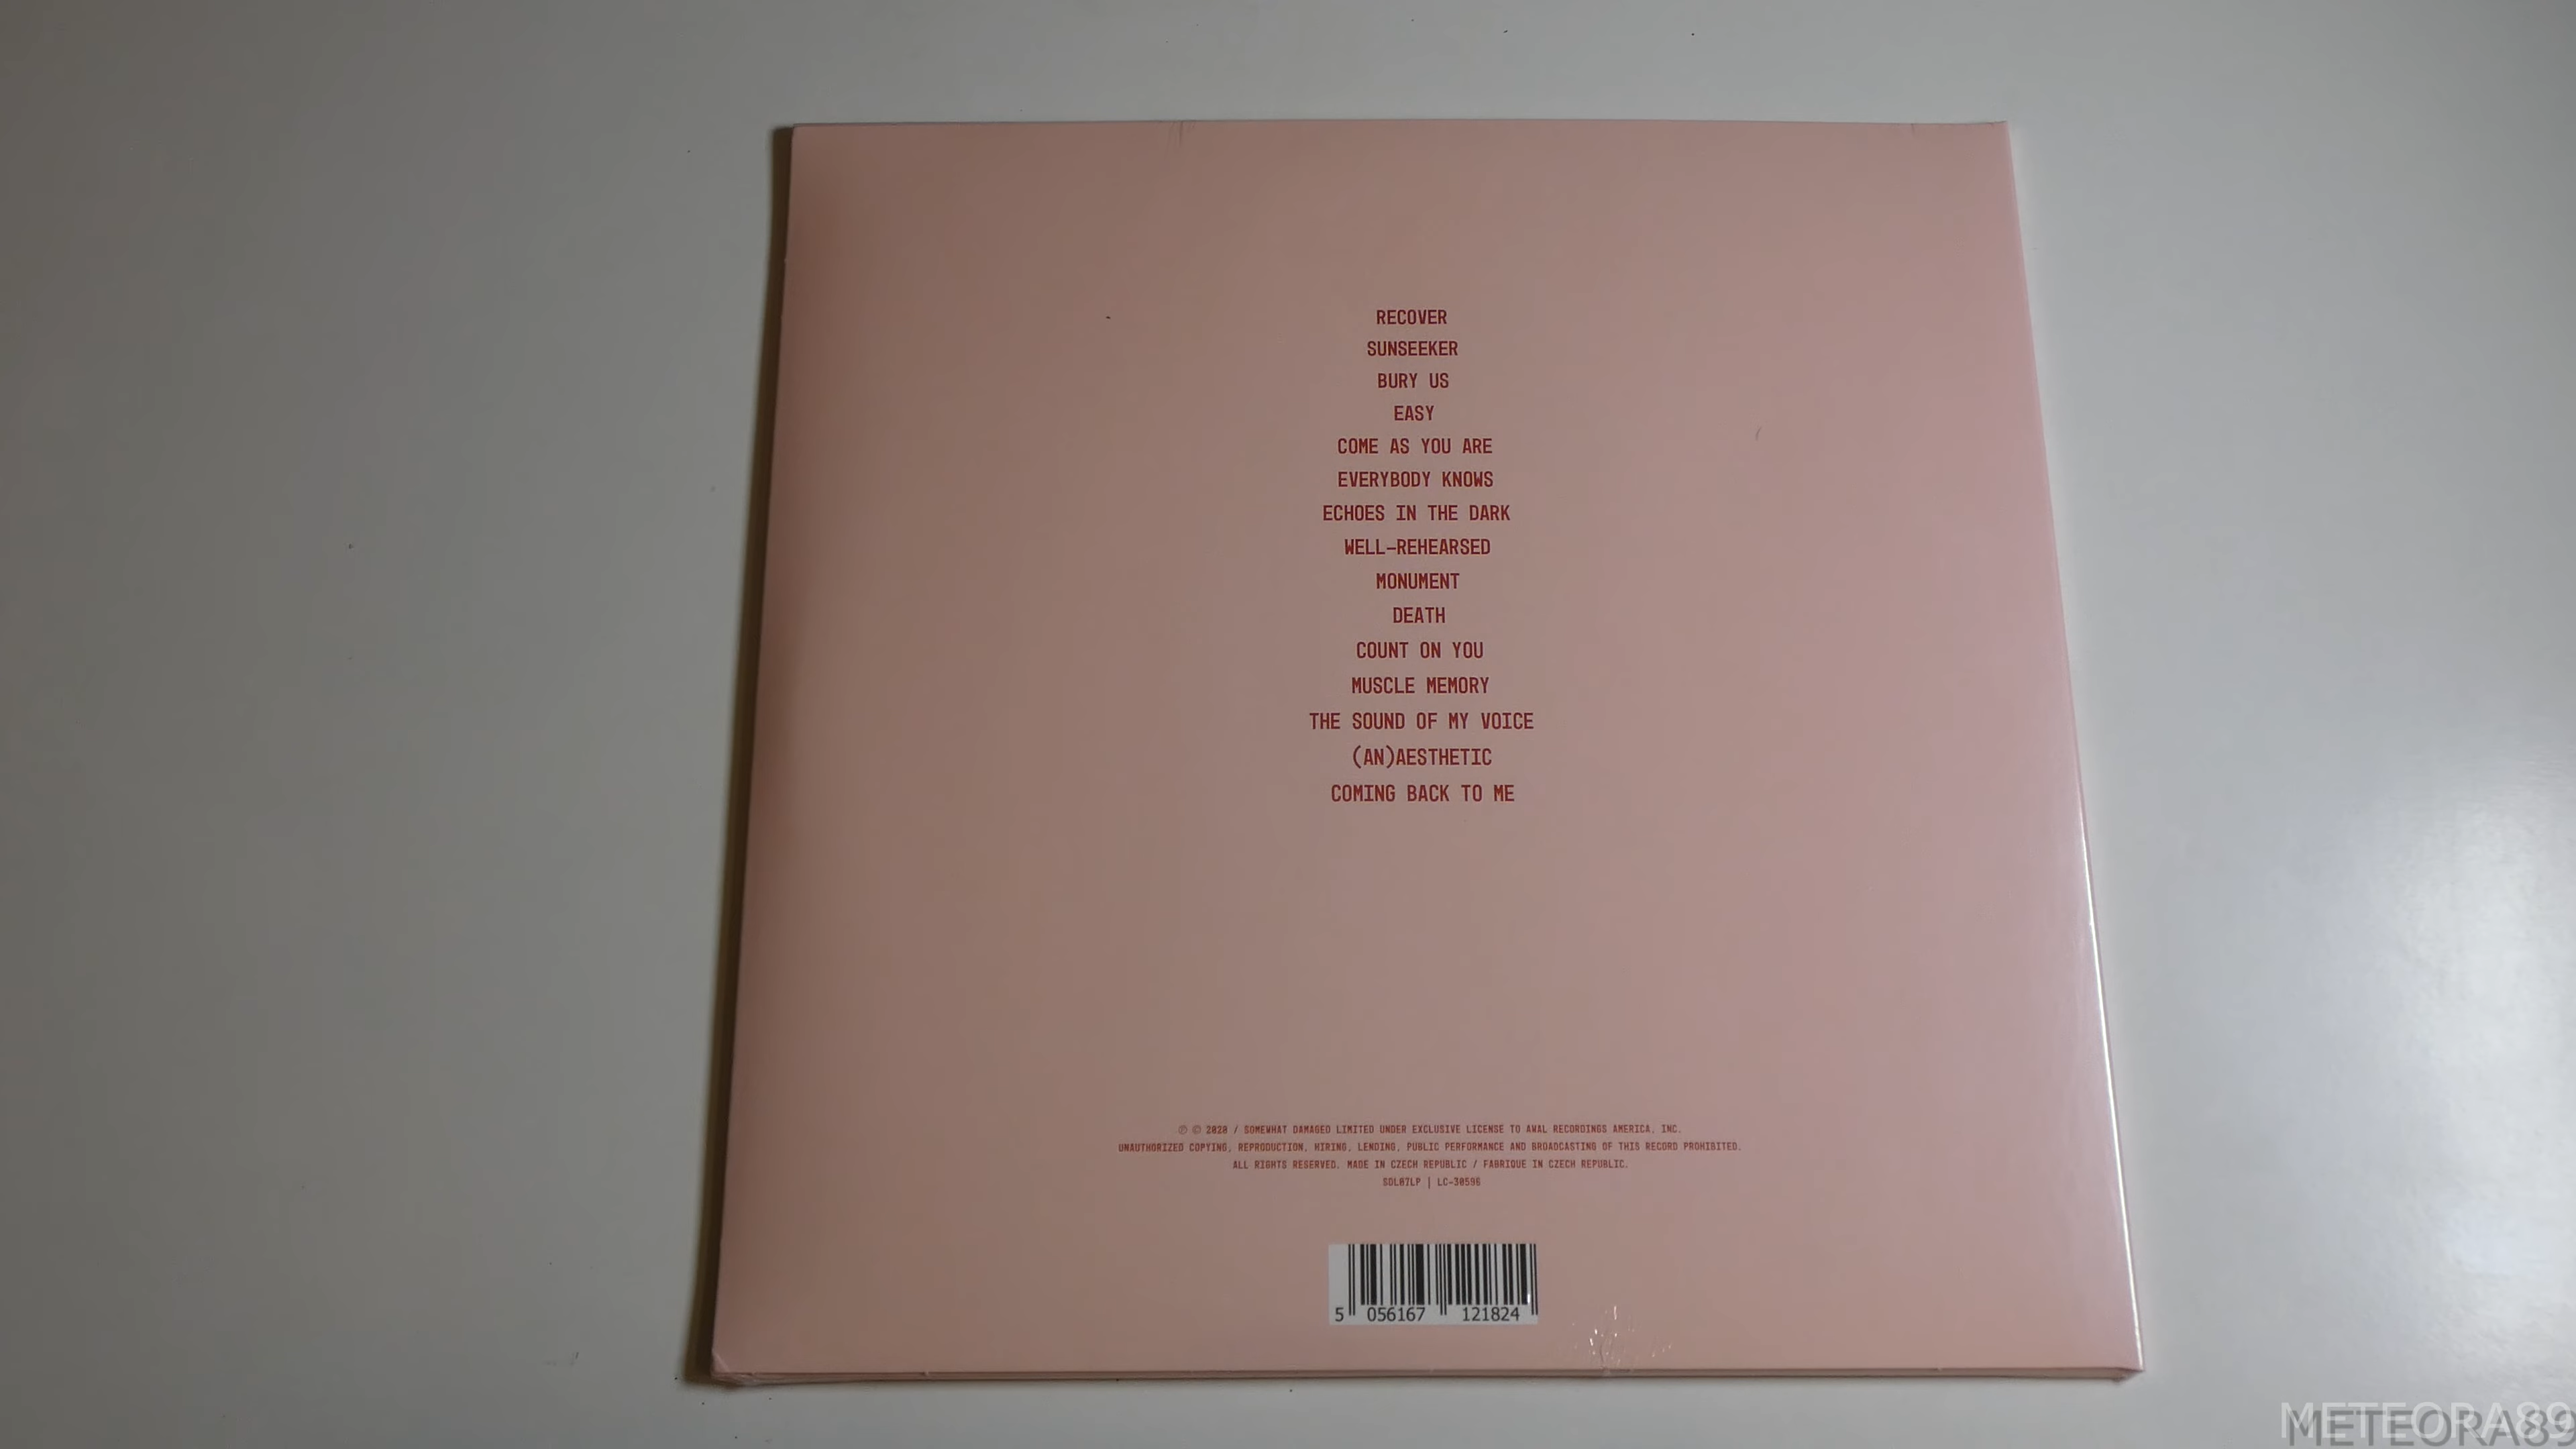 RECOVER
SUNSEEKER
BURY US
EASY
COME AS YOU ARE
EVERYBODY KNOWS
ECHOES IN THE DARK
WELL-REHEARSED
MONUMENT
DEATH
COUNT ON YOU
MUSCLE MEMORY
THE SOUND OF MY VOICE
(AN)AESTHETIC
COMING BACK TO ME
℗ © 2020 / SOMEWHAT DAMAGED LIMITED UNDER EXCLUSIVE LICENSE TO AWAL RECORDINGS AMERICA, INC.
UNAUTHORIZED COPYING, REPRODUCTION, HIRING, LENDING, PUBLIC PERFORMANCE AND BROADCASTING OF THIS RECORD PROHIBITED.
ALL RIGHTS RESERVED. MADE IN CZECH REPUBLIC / FABRIQUE IN CZECH REPUBLIC.
SDL07LP | LC-30596
5 056167 121824
METEORA89